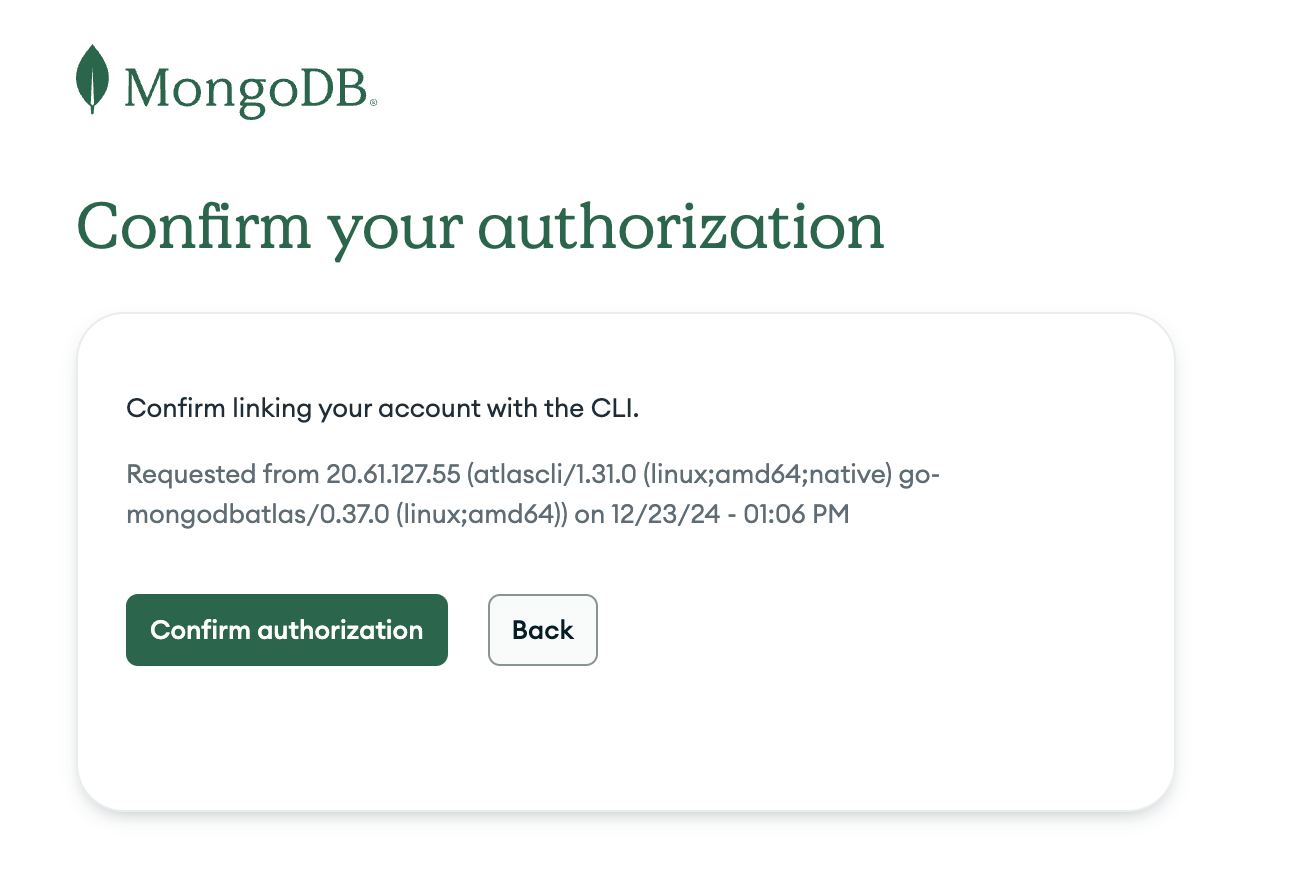 MongoDB®
Confirm your authorization
Confirm linking your account with the CLI.
Requested from 20.61.127.55 (atlascli/1.31.0 (linux;amd64;native) go-
mongodbatlas/0.37.0 (linux;amd64)) on 12/23/24 - 01:06 PM
Confirm authorization
Back